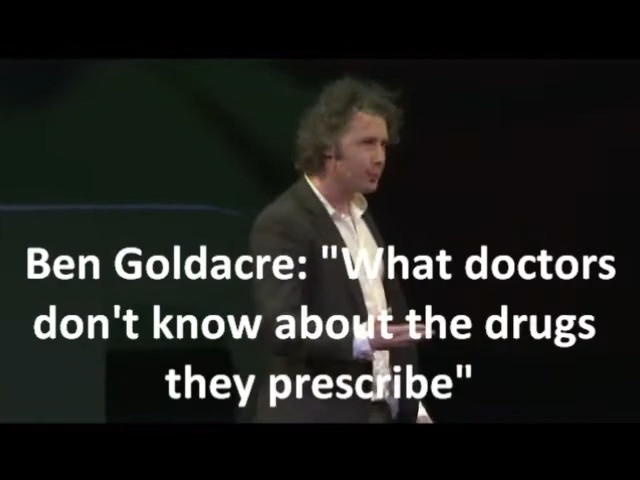 Ben Goldacre: "What doctors
don't know about the drugs
they prescribe"